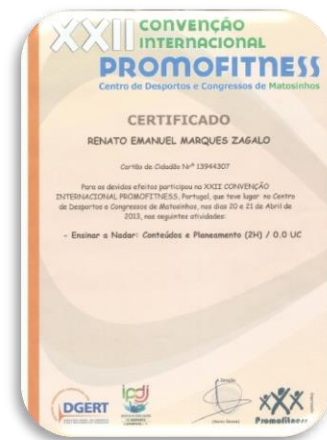 XXII CONVENÇÃO
INTERNACIONAL
PROMOFITNESS
Centro de Desportos e Congressos de Matosinhos
CERTIFICADO
RENATO EMANUEL MARQUES ZAGALO
Cartão de Cidadão Nrº 13944307
Para os devidos efeitos participou na XXII CONVENÇÃO
INTERNACIONAL PROMOFITNESS, Portugal, que teve lugar no Centro
de Desportos e Congressos de Matosinhos, nos dias 20 e 21 de Abril de
2013, nas seguintes atividades:
- Ensinar a Nadar: Conteúdos e Planeamento (2H) / 0,0 UC
DGERT
ipdj
Promofitness